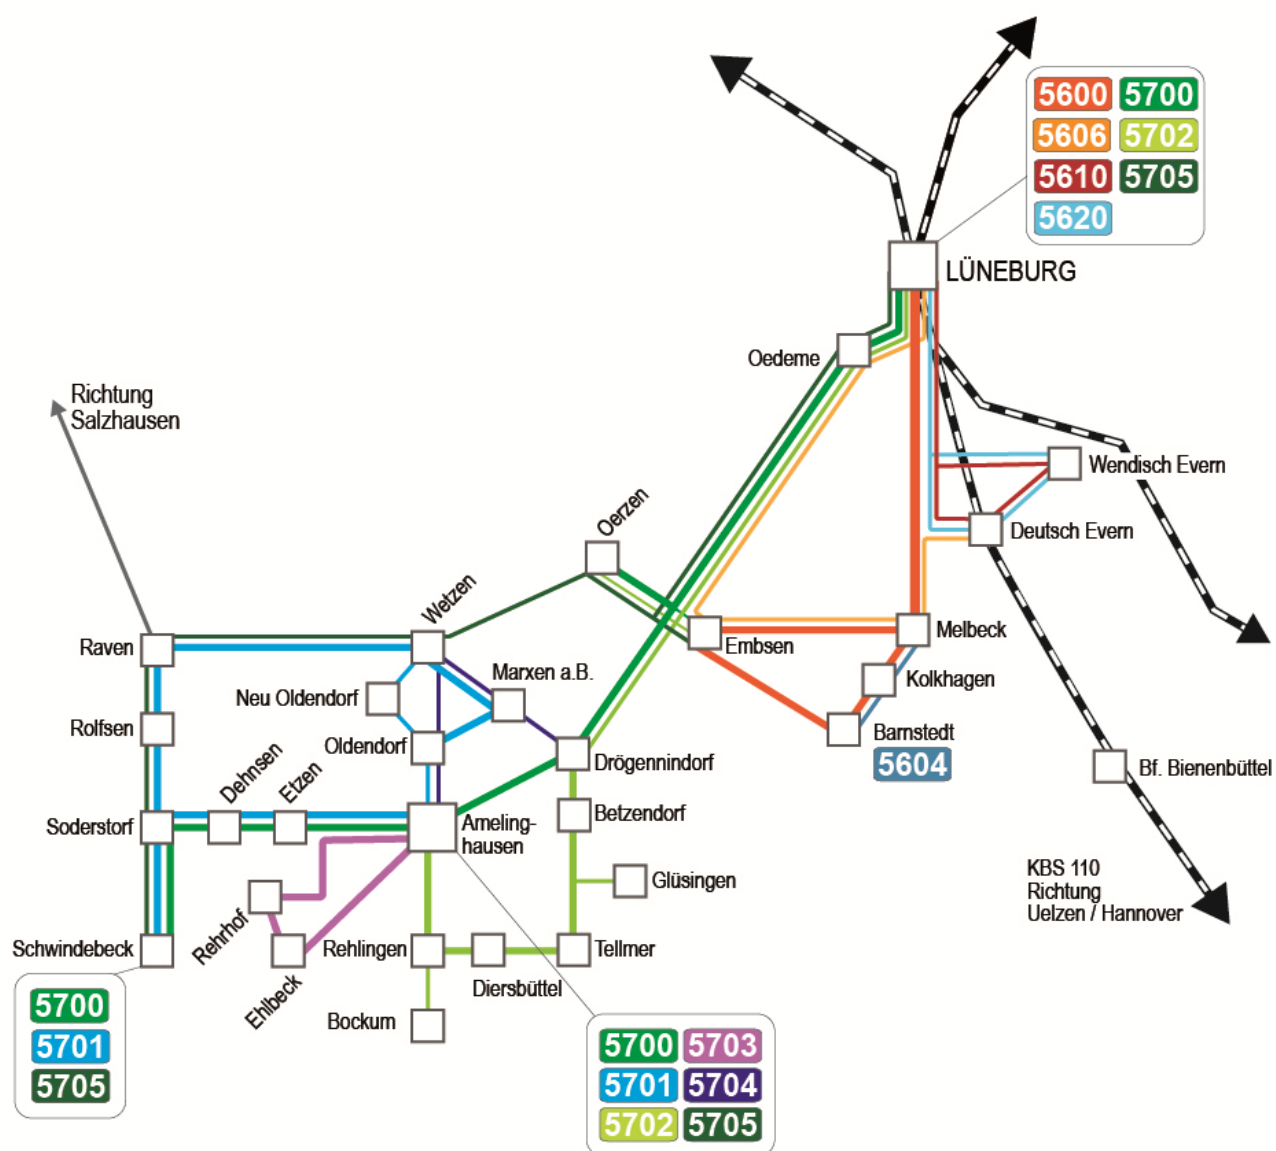 5600 5700
5606 5702
5610 5705
5620
LÜNEBURG
Oedeme
Richtung
Salzhausen
Wendisch Evern
Oerzen
Deutsch Evern
Wetzen
Raven
Embsen
Melbeck
Marxen a.B.
Kolkhagen
Neu Oldendorf
Rolfsen
Oldendorf
Barnstedt
5604
Drögennindorf
Bf. Bienenbüttel
Dehnsen
Etzen
Soderstorf
Ameling-
hausen
Betzendorf
Glüsingen
KBS 110
Richtung
Uelzen / Hannover
Rehrhof
Schwindebeck
Ehlbeck
Rehlingen
Tellmer
Diersbüttel
Bockum
5700
5701
5705
5700 5703
5701 5704
5702 5705